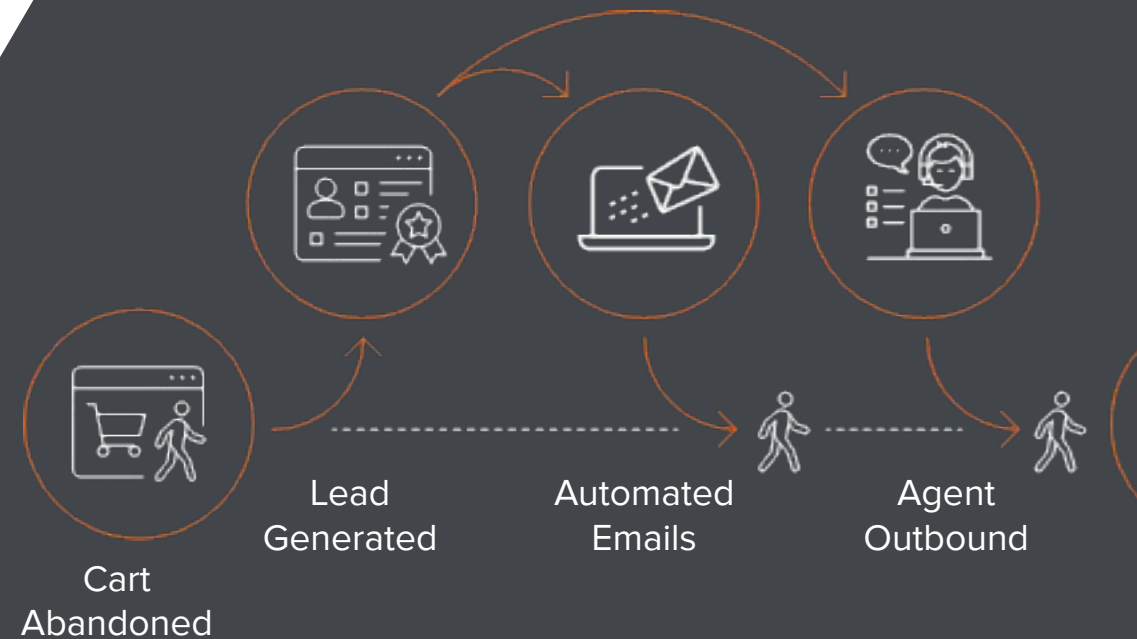 Lead
Generated
Automated
Emails
Agent
Outbound
Cart
Abandoned